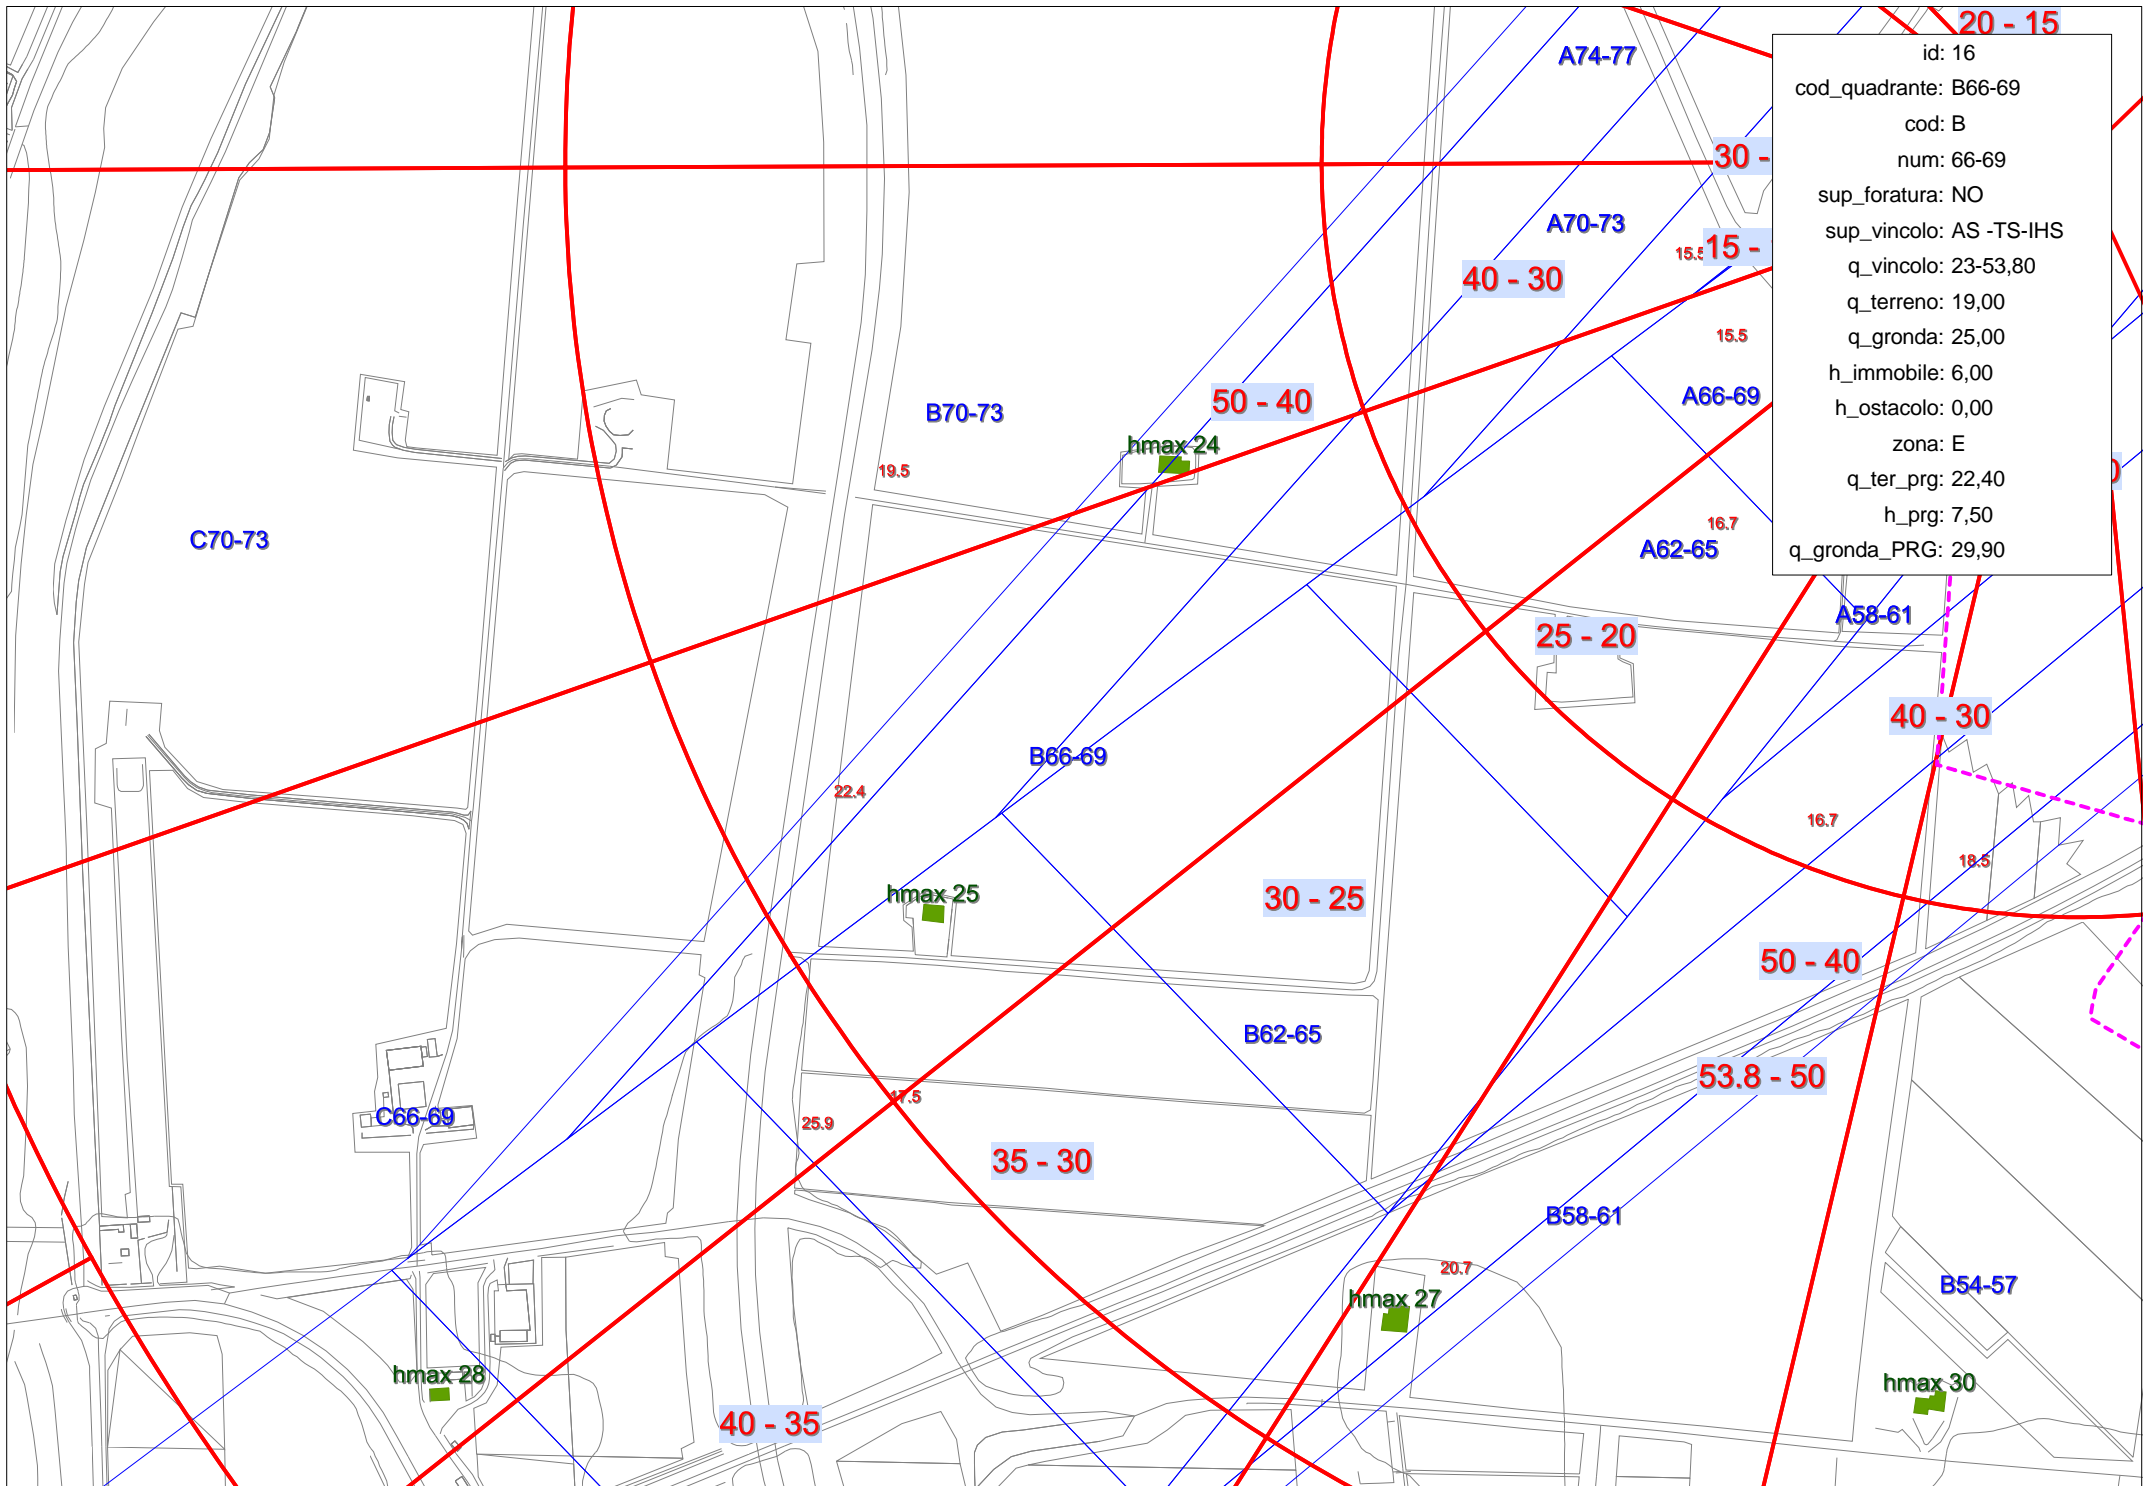 20 - 15
A74-77
id: 16
cod_quadrante: B66-69
cod: B
num: 66-69
sup_foratura: NO
sup_vincolo: AS -TS-IHS
q_vincolo: 23-53,80
q_terreno: 19,00
q_gronda: 25,00
h_immobile: 6,00
h_ostacolo: 0,00
zona: E
q_ter_prg: 22,40
h_prg: 7,50
q_gronda_PRG: 29,90
30 -
A70-73
15.5
15 -
40 - 30
15.5
A66-69
50 - 40
B70-73
hmax 24
19.5
16.7
C70-73
A62-65
A58-61
25 - 20
40 - 30
B66-69
22.4
16.7
18.5
hmax 25
30 - 25
50 - 40
B62-65
53.8 - 50
17.5
C66-69
25.9
35 - 30
B58-61
20.7
B54-57
hmax 27
hmax 28
hmax 30
40 - 35